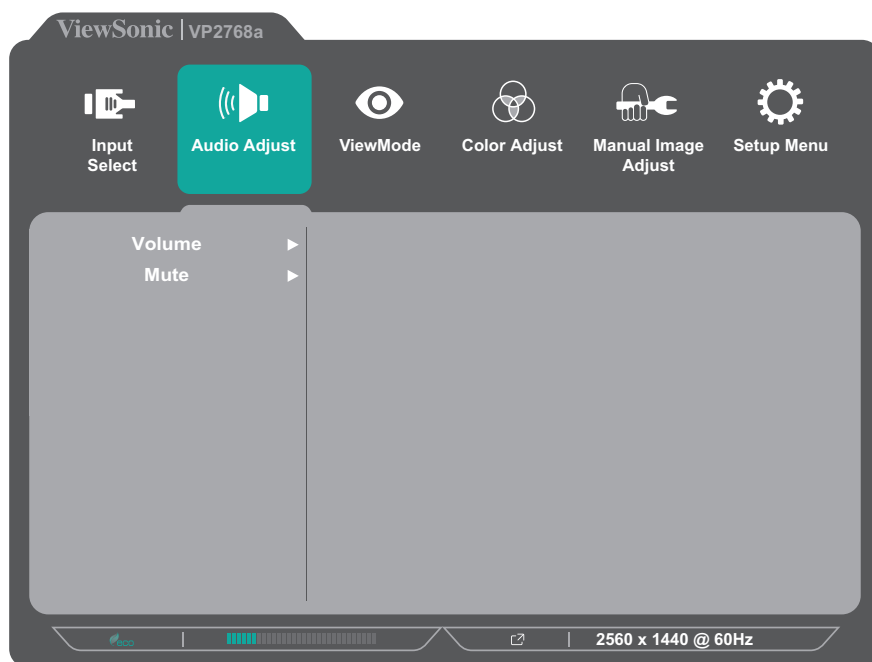 ViewSonic | VP2768a
Input
Select
Audio Adjust
ViewMode
Color Adjust
Manual Image
Adjust
Setup Menu
Volume
Mute
eco
2560 x 1440 @ 60Hz